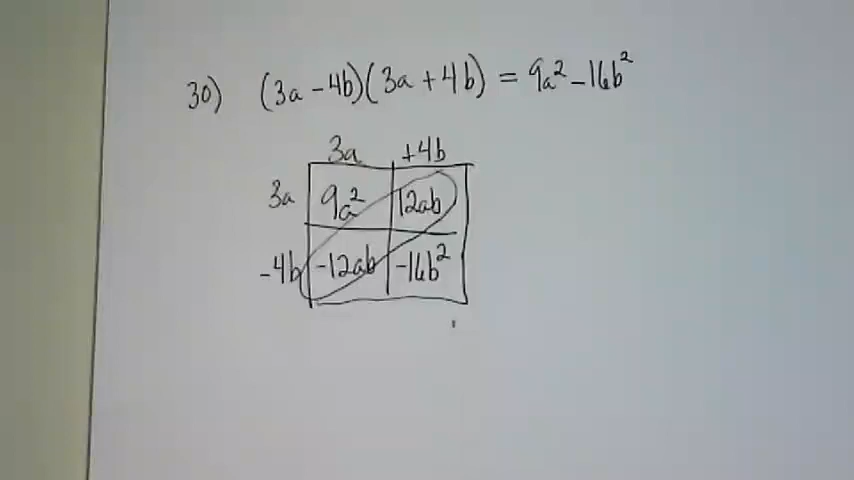 30) (3a - 4b)(3a + 4b) = 9a² - 16b²
3a +4b
3a 9a² 12ab
-4b -12ab -16b²